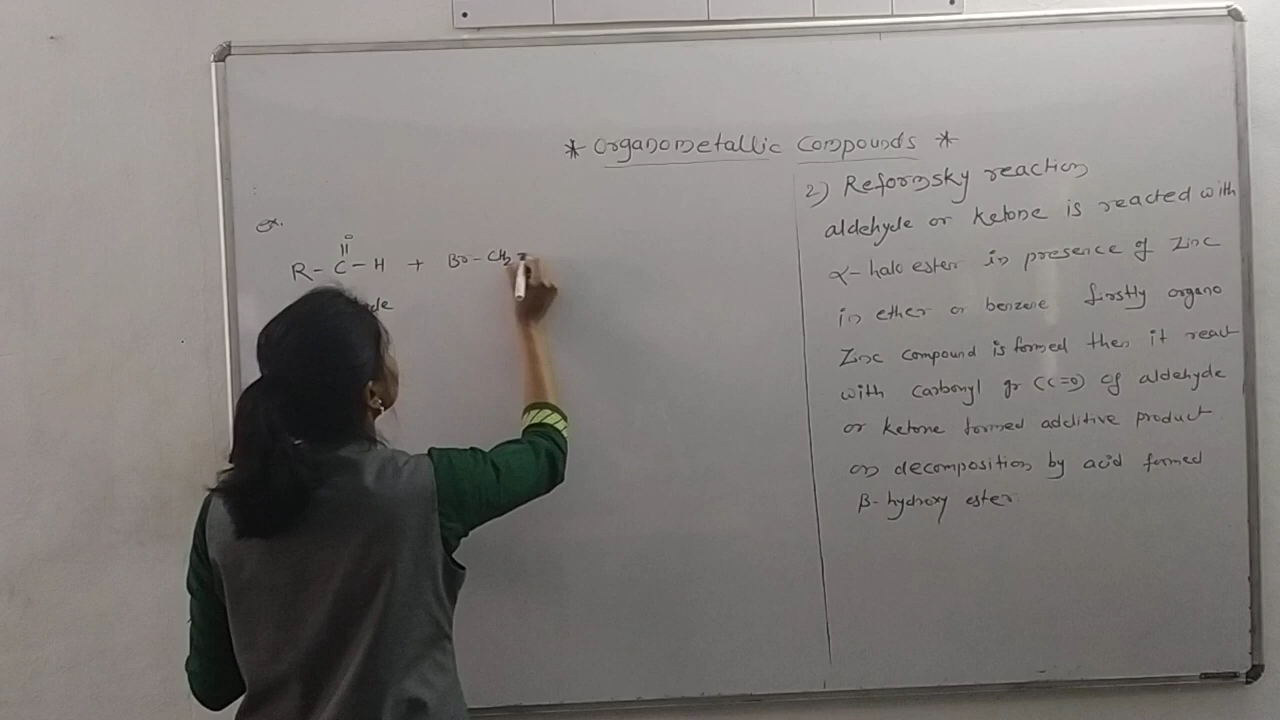 * Organometallic Compounds *
2) Reformsky reaction
aldehyde or ketone is reacted with
α-halo ester in presence of Zinc
in ether or benzene firstly organo
Zinc compound is formed then it react
with carbonyl gr (C=O) of aldehyde
or ketone formed additive product
on decomposition by acid formed
β-hydroxy ester
ex.
O
||
R-C-H + Br-CH2
de